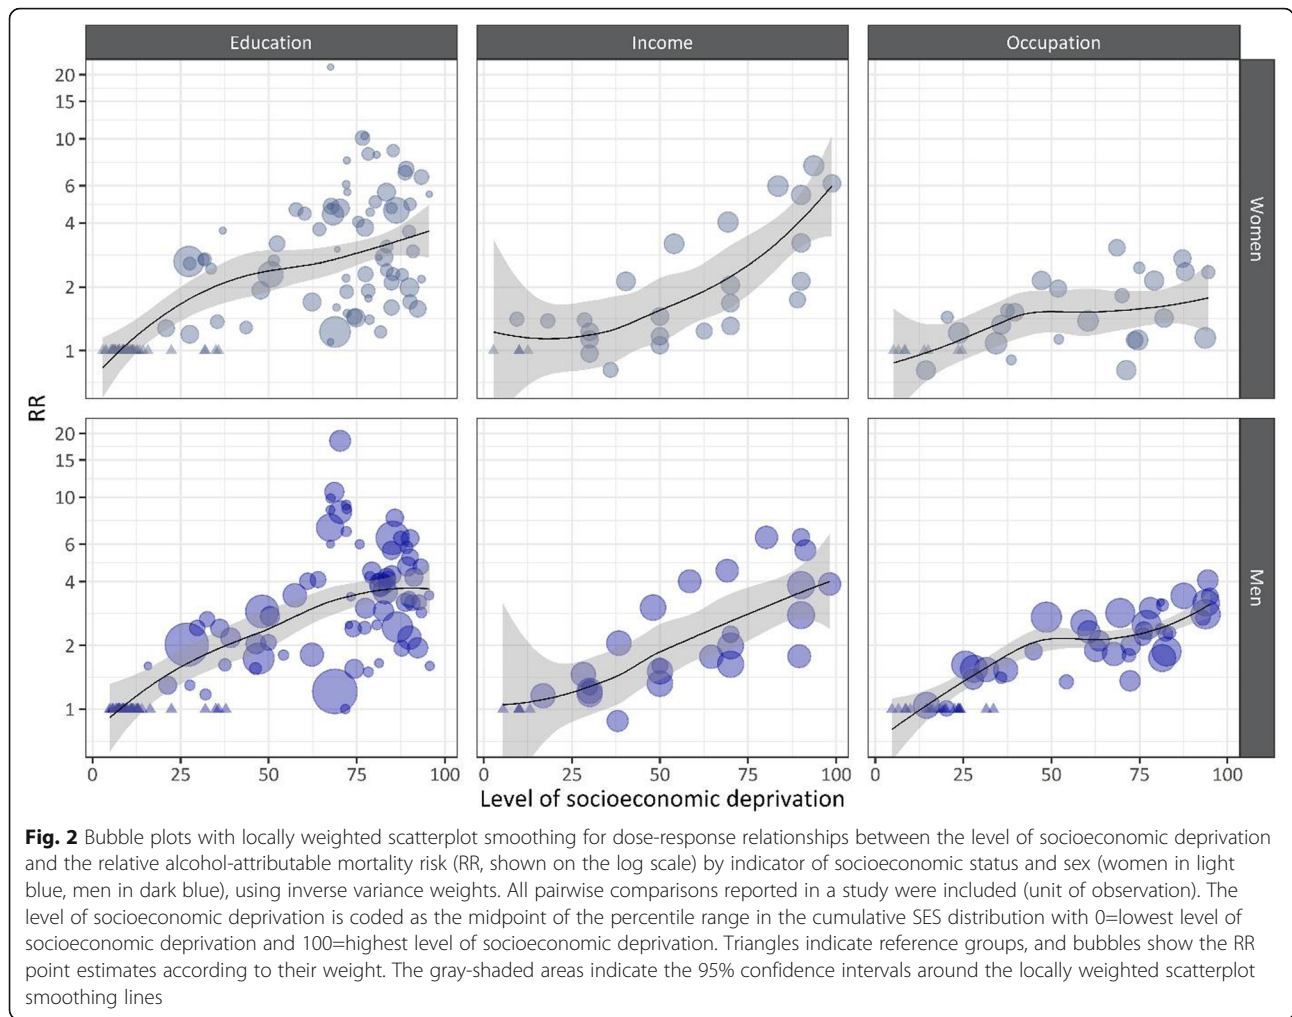 Education
Income
Occupation
20
15
10
6
4
2
1
Women
RR
20
15
10
6
4
2
1
Men
0 25 50 75 100 0 25 50 75 100 0 25 50 75 100
Level of socioeconomic deprivation
Fig. 2 Bubble plots with locally weighted scatterplot smoothing for dose-response relationships between the level of socioeconomic deprivation
and the relative alcohol-attributable mortality risk (RR, shown on the log scale) by indicator of socioeconomic status and sex (women in light
blue, men in dark blue), using inverse variance weights. All pairwise comparisons reported in a study were included (unit of observation). The
level of socioeconomic deprivation is coded as the midpoint of the percentile range in the cumulative SES distribution with 0=lowest level of
socioeconomic deprivation and 100=highest level of socioeconomic deprivation. Triangles indicate reference groups, and bubbles show the RR
point estimates according to their weight. The gray-shaded areas indicate the 95% confidence intervals around the locally weighted scatterplot
smoothing lines